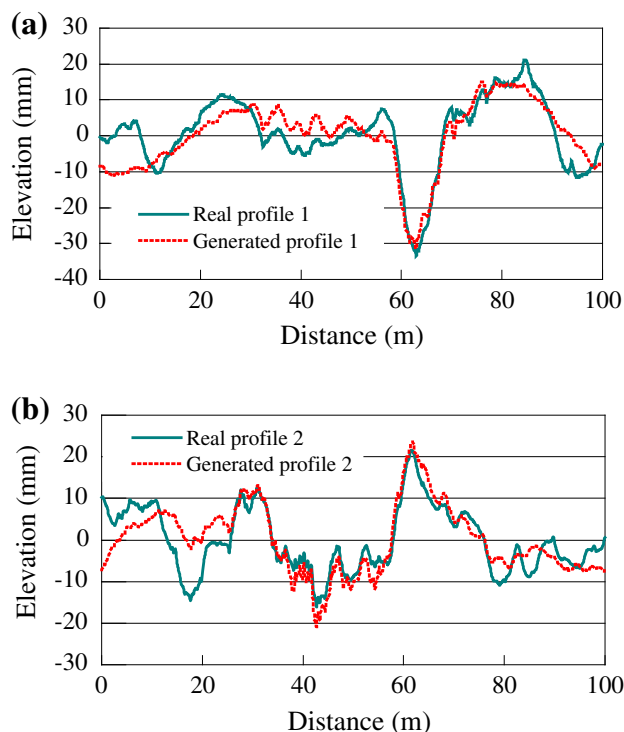 (a)
30
20
10
0
-10
-20
-30
-40
Elevation (mm)
Real profile 1
Generated profile 1
0 20 40 60 80 100
Distance (m)
(b)
30
20
10
0
-10
-20
-30
Elevation (mm)
Real profile 2
Generated profile 2
0 20 40 60 80 100
Distance (m)